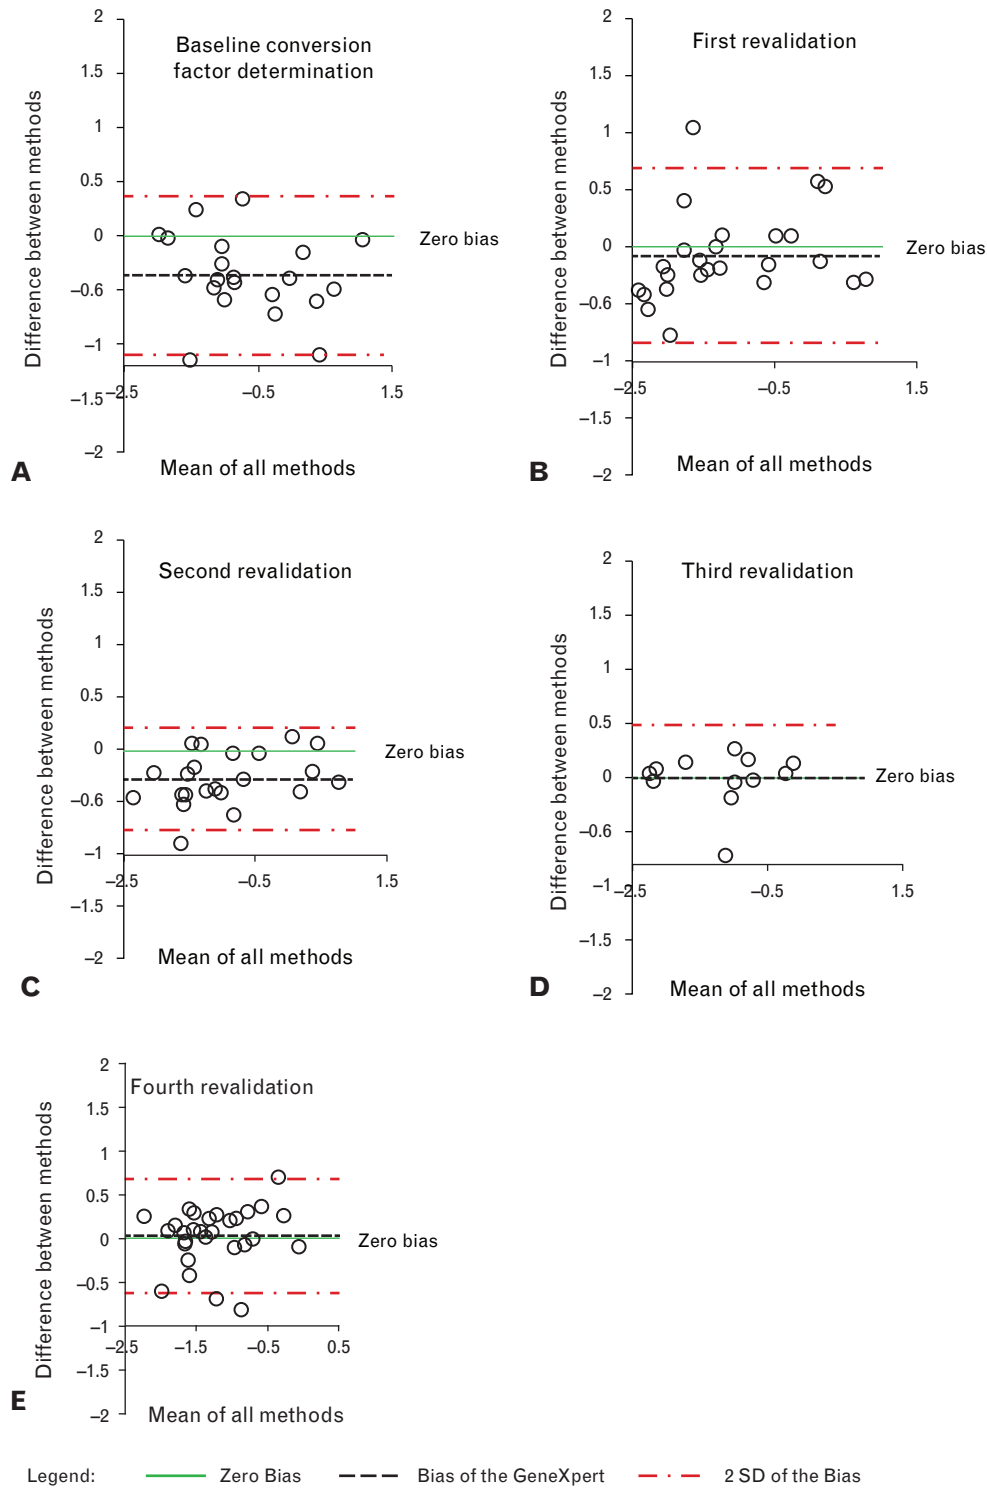 Baseline conversion
factor determination
Difference between methods
2
1.5
1
0.5
0
–0.6
–1
–1.5
–2
–2.5
–0.5
1.5
Zero bias
Mean of all methods
A
First revalidation
Difference between methods
2
1.5
1
0.5
0
–0.6
–1
–1.5
–2
–2.5
–0.5
1.5
Zero bias
Mean of all methods
B
Second revalidation
Difference between methods
2
1.5
1
0.5
0
–0.6
–1
–1.5
–2
–2.5
–0.5
1.5
Zero bias
Mean of all methods
C
Third revalidation
Difference between methods
2
1.5
1
0.5
0
–0.6
–1
–1.5
–2
–2.5
–0.5
1.5
Zero bias
Mean of all methods
D
Fourth revalidation
Difference between methods
2
1.5
1
0.5
0
–0.5
–1
–1.5
–2
–2.5
–1.5
–0.5
0.5
Zero bias
Mean of all methods
E
Legend: Zero Bias Bias of the GeneXpert 2 SD of the Bias